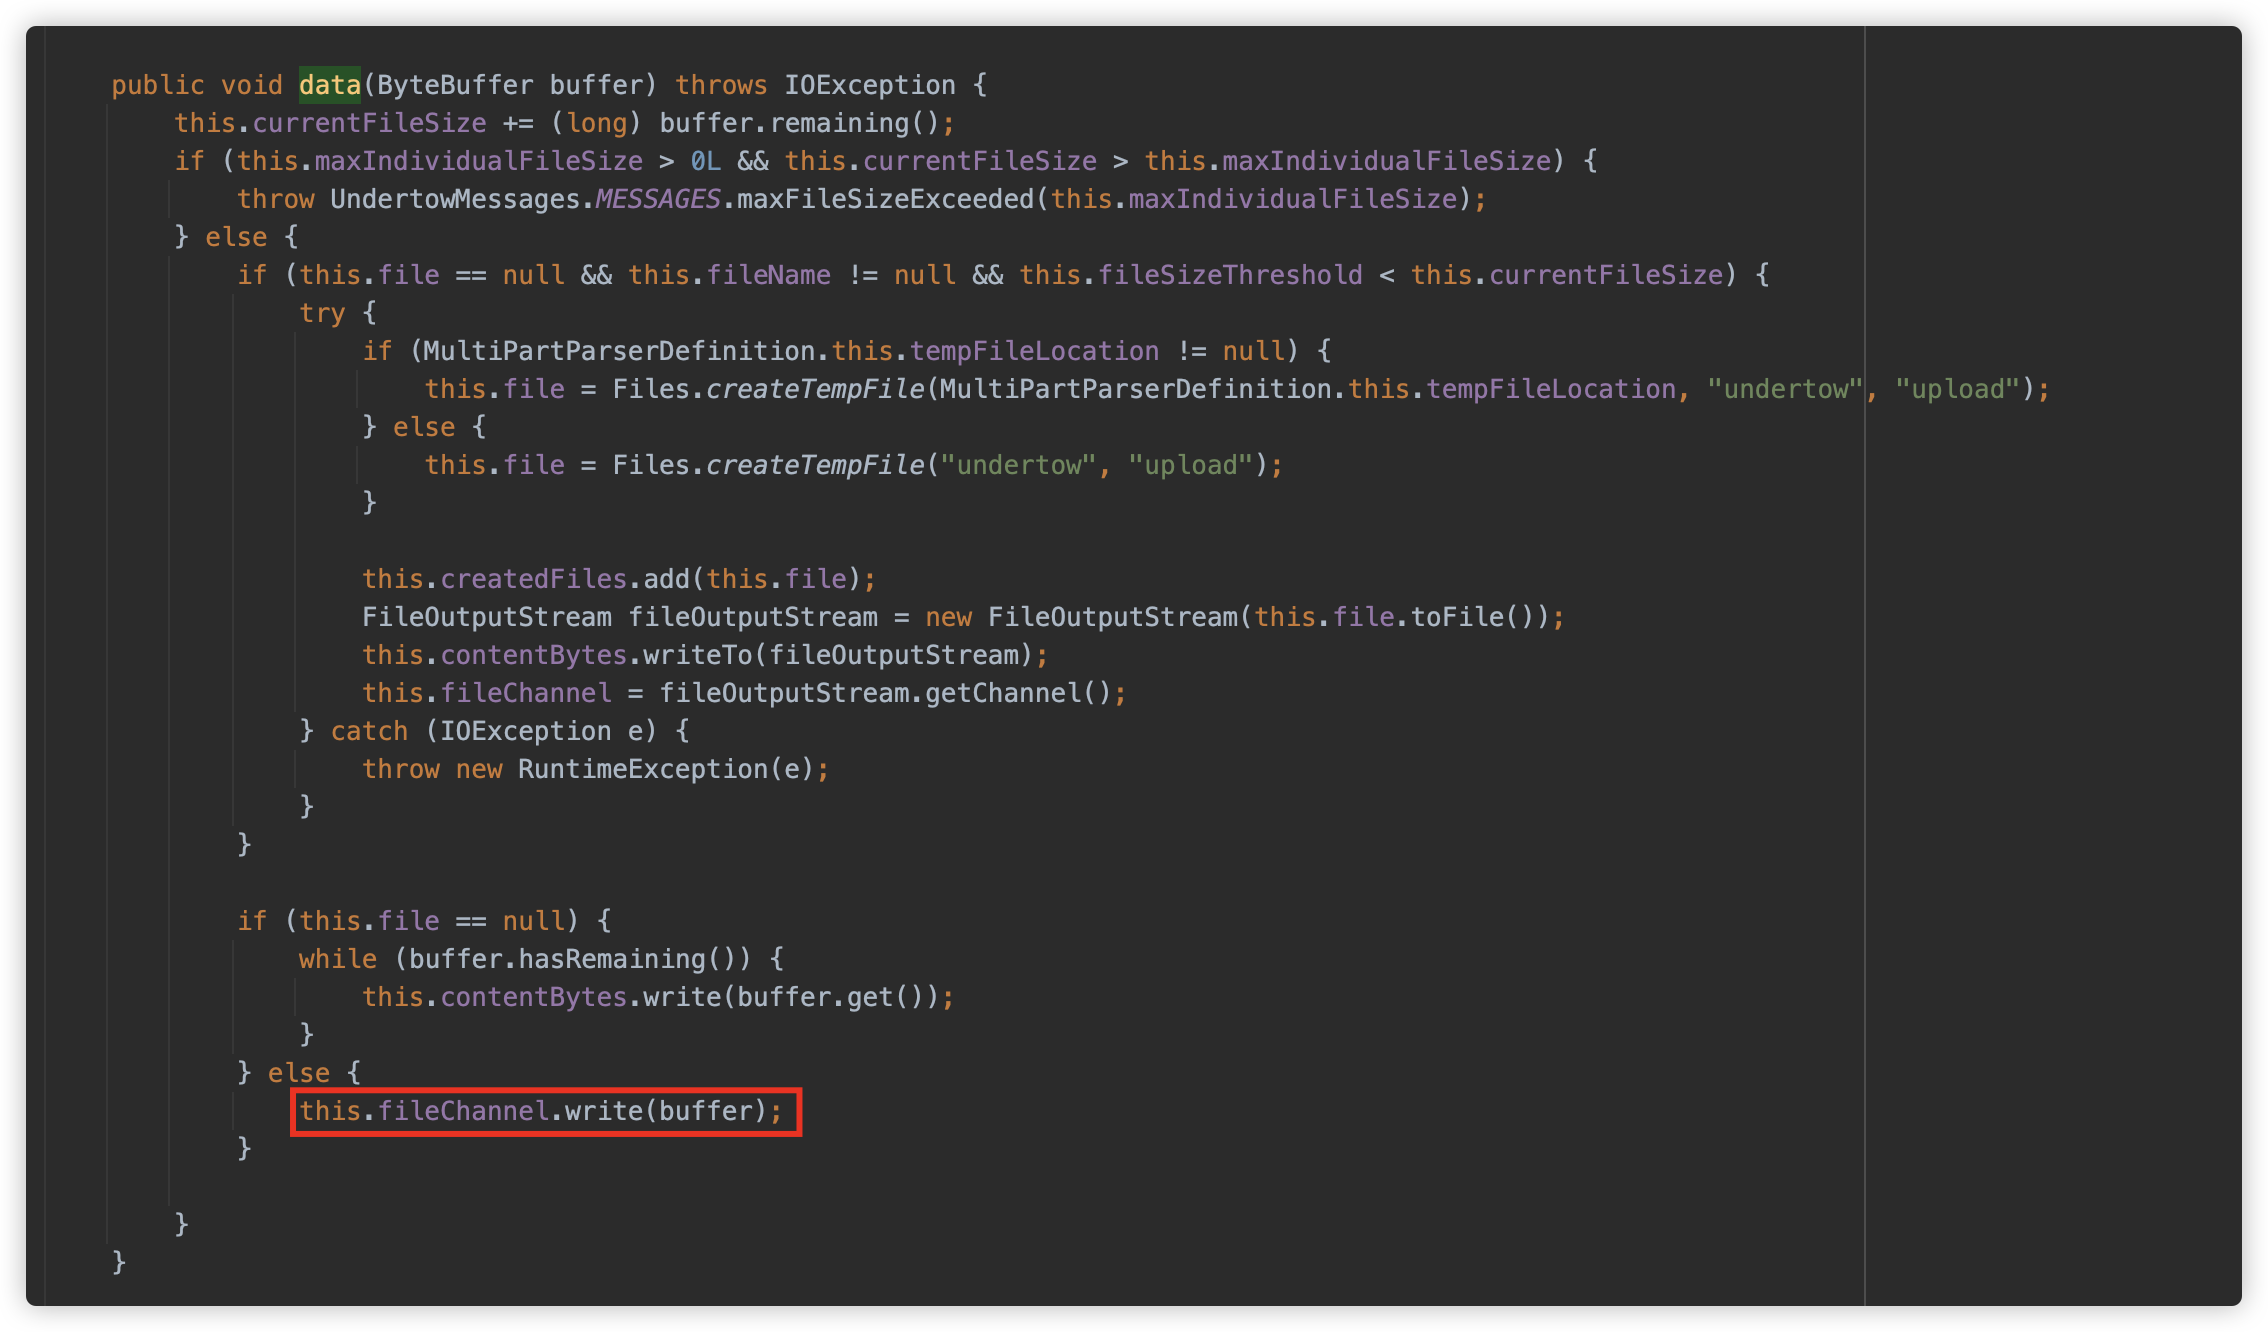 public void data(ByteBuffer buffer) throws IOException {
this.currentFileSize += (long) buffer.remaining();
if (this.maxIndividualFileSize > 0L && this.currentFileSize > this.maxIndividualFileSize) {
throw UndertowMessages.MESSAGES.maxFileSizeExceeded(this.maxIndividualFileSize);
} else {
if (this.file == null && this.fileName != null && this.fileSizeThreshold < this.currentFileSize) {
try {
if (MultiPartParserDefinition.this.tempFileLocation != null) {
this.file = Files.createTempFile(MultiPartParserDefinition.this.tempFileLocation, "undertow", "upload");
} else {
this.file = Files.createTempFile("undertow", "upload");
}
this.createdFiles.add(this.file);
FileOutputStream fileOutputStream = new FileOutputStream(this.file.toFile());
this.contentBytes.writeTo(fileOutputStream);
this.fileChannel = fileOutputStream.getChannel();
} catch (IOException e) {
throw new RuntimeException(e);
}
}
if (this.file == null) {
while (buffer.hasRemaining()) {
this.contentBytes.write(buffer.get());
}
} else {
this.fileChannel.write(buffer);
}
}
}